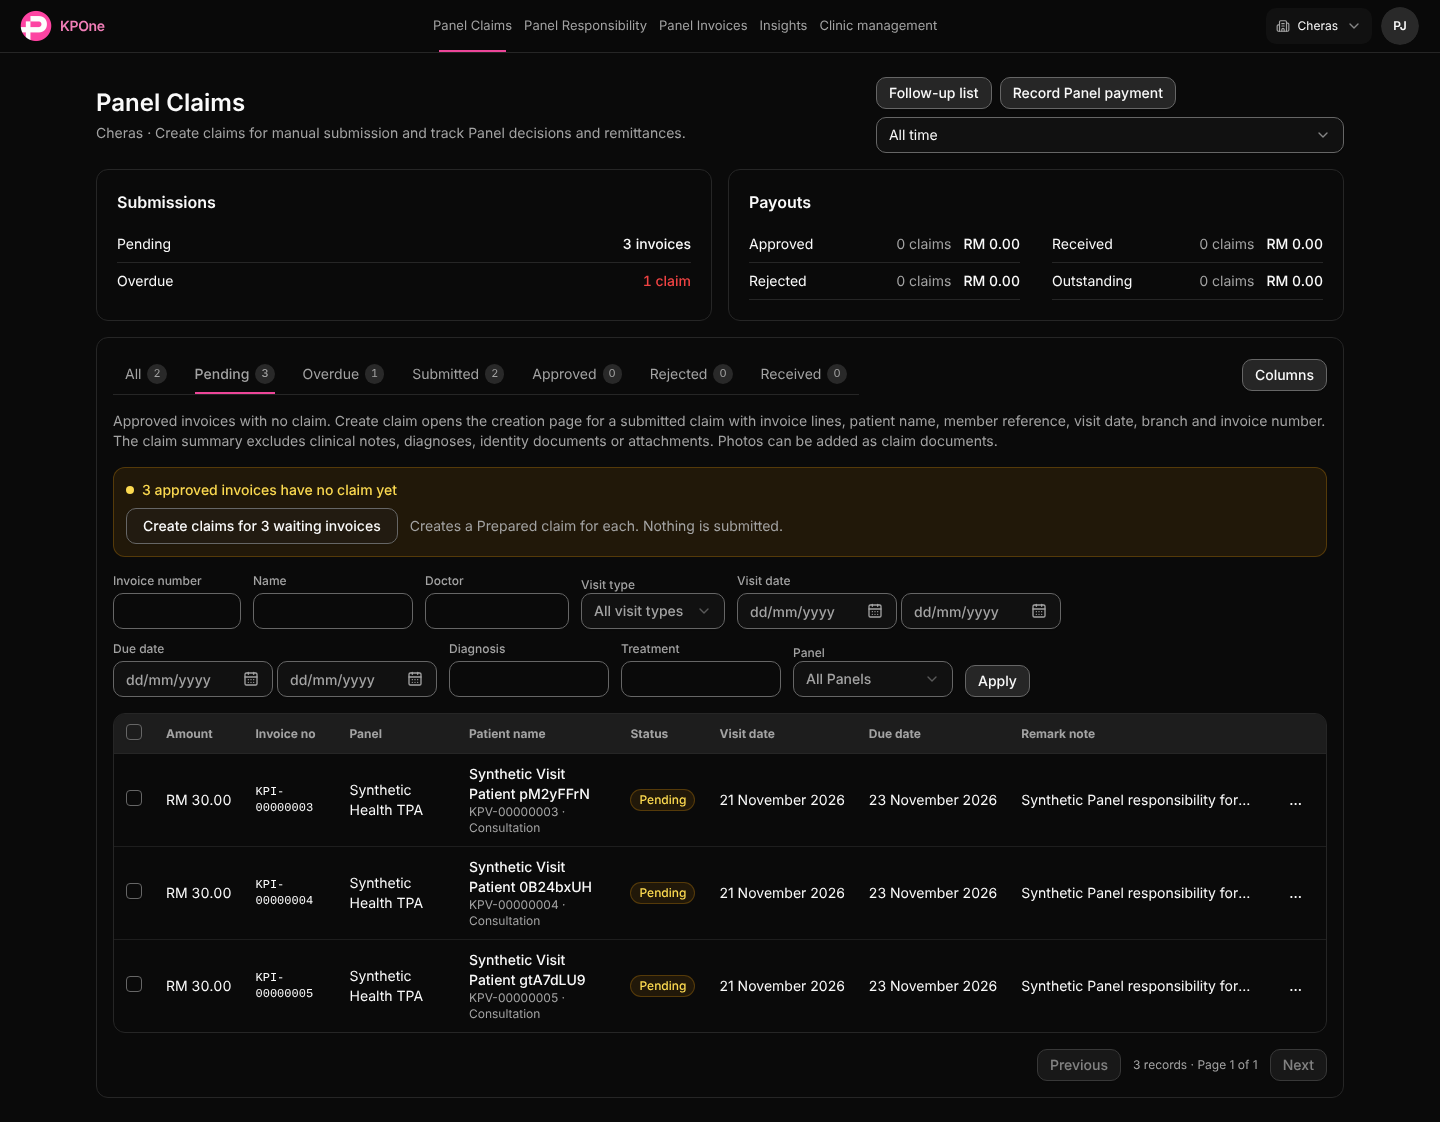 KPOne
Panel Claims Panel Responsibility Panel Invoices Insights Clinic management
Cheras
PJ
Panel Claims
Cheras · Create claims for manual submission and track Panel decisions and remittances.
Follow-up list Record Panel payment
All time
Submissions
Pending 3 invoices
Overdue 1 claim
Payouts
Approved 0 claims RM 0.00
Received 0 claims RM 0.00
Rejected 0 claims RM 0.00
Outstanding 0 claims RM 0.00
All 2 Pending 3 Overdue 1 Submitted 2 Approved 0 Rejected 0 Received 0
Columns
Approved invoices with no claim. Create claim opens the creation page for a submitted claim with invoice lines, patient name, member reference, visit date, branch and invoice number.
The claim summary excludes clinical notes, diagnoses, identity documents or attachments. Photos can be added as claim documents.
3 approved invoices have no claim yet
Create claims for 3 waiting invoices Creates a Prepared claim for each. Nothing is submitted.
Invoice number Name Doctor Visit type Visit date
All visit types dd/mm/yyyy dd/mm/yyyy
Due date Diagnosis Treatment Panel
dd/mm/yyyy dd/mm/yyyy All Panels Apply
Amount Invoice no Panel Patient name Status Visit date Due date Remark note
RM 30.00
KPI-
00000003
Synthetic
Health TPA
Synthetic Visit
Patient pM2yFFrN
KPV-00000003 ·
Consultation
Pending 21 November 2026 23 November 2026 Synthetic Panel responsibility for... ...
RM 30.00
KPI-
00000004
Synthetic
Health TPA
Synthetic Visit
Patient 0B24bxUH
KPV-00000004 ·
Consultation
Pending 21 November 2026 23 November 2026 Synthetic Panel responsibility for... ...
RM 30.00
KPI-
00000005
Synthetic
Health TPA
Synthetic Visit
Patient gtA7dLU9
KPV-00000005 ·
Consultation
Pending 21 November 2026 23 November 2026 Synthetic Panel responsibility for... ...
Previous 3 records · Page 1 of 1 Next